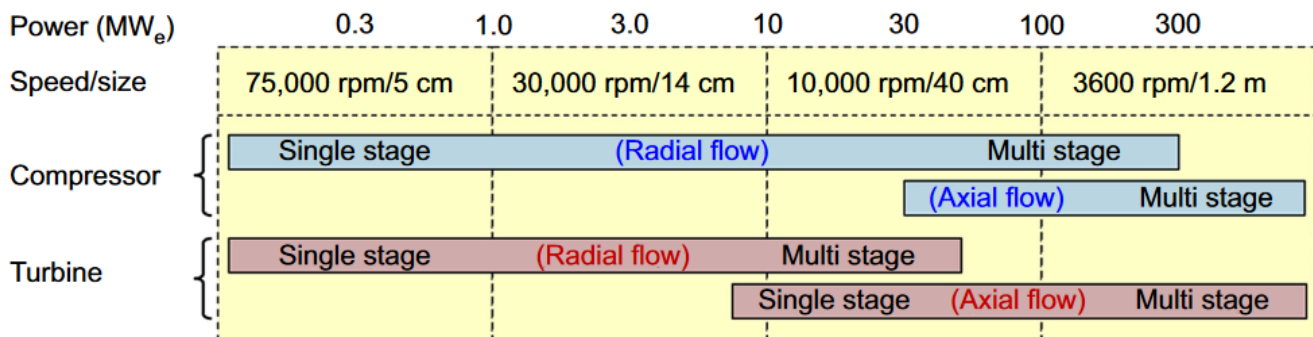 Power (MWe) 0.3 1.0 3.0 10 30 100 300
Speed/size 75,000 rpm/5 cm 30,000 rpm/14 cm 10,000 rpm/40 cm 3600 rpm/1.2 m
Compressor
Single stage (Radial flow) Multi stage
(Axial flow) Multi stage
Turbine
Single stage (Radial flow) Multi stage
Single stage (Axial flow) Multi stage